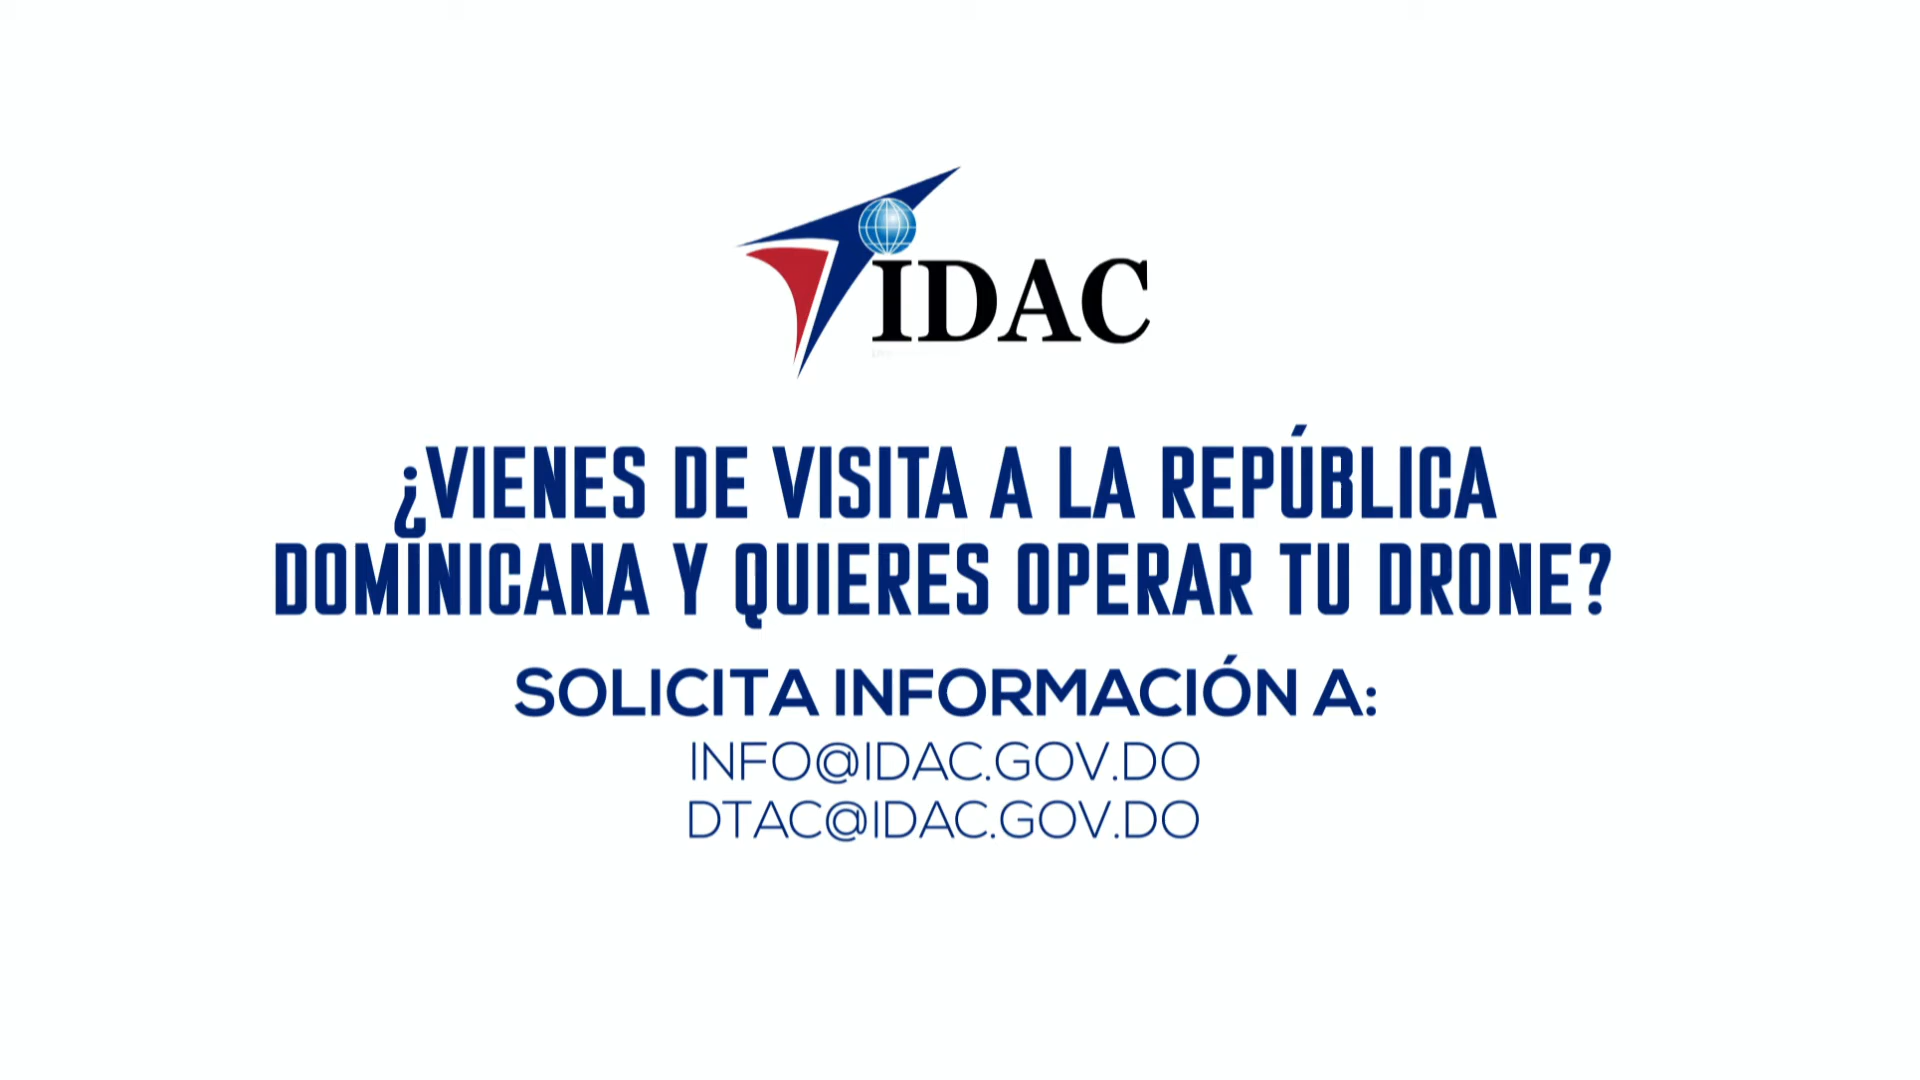 IDAC
¿VIENES DE VISITA A LA REPÚBLICA
DOMINICANA Y QUIERES OPERAR TU DRONE?
SOLICITA INFORMACIÓN A:
INFO@IDAC.GOV.DO
DTAC@IDAC.GOV.DO